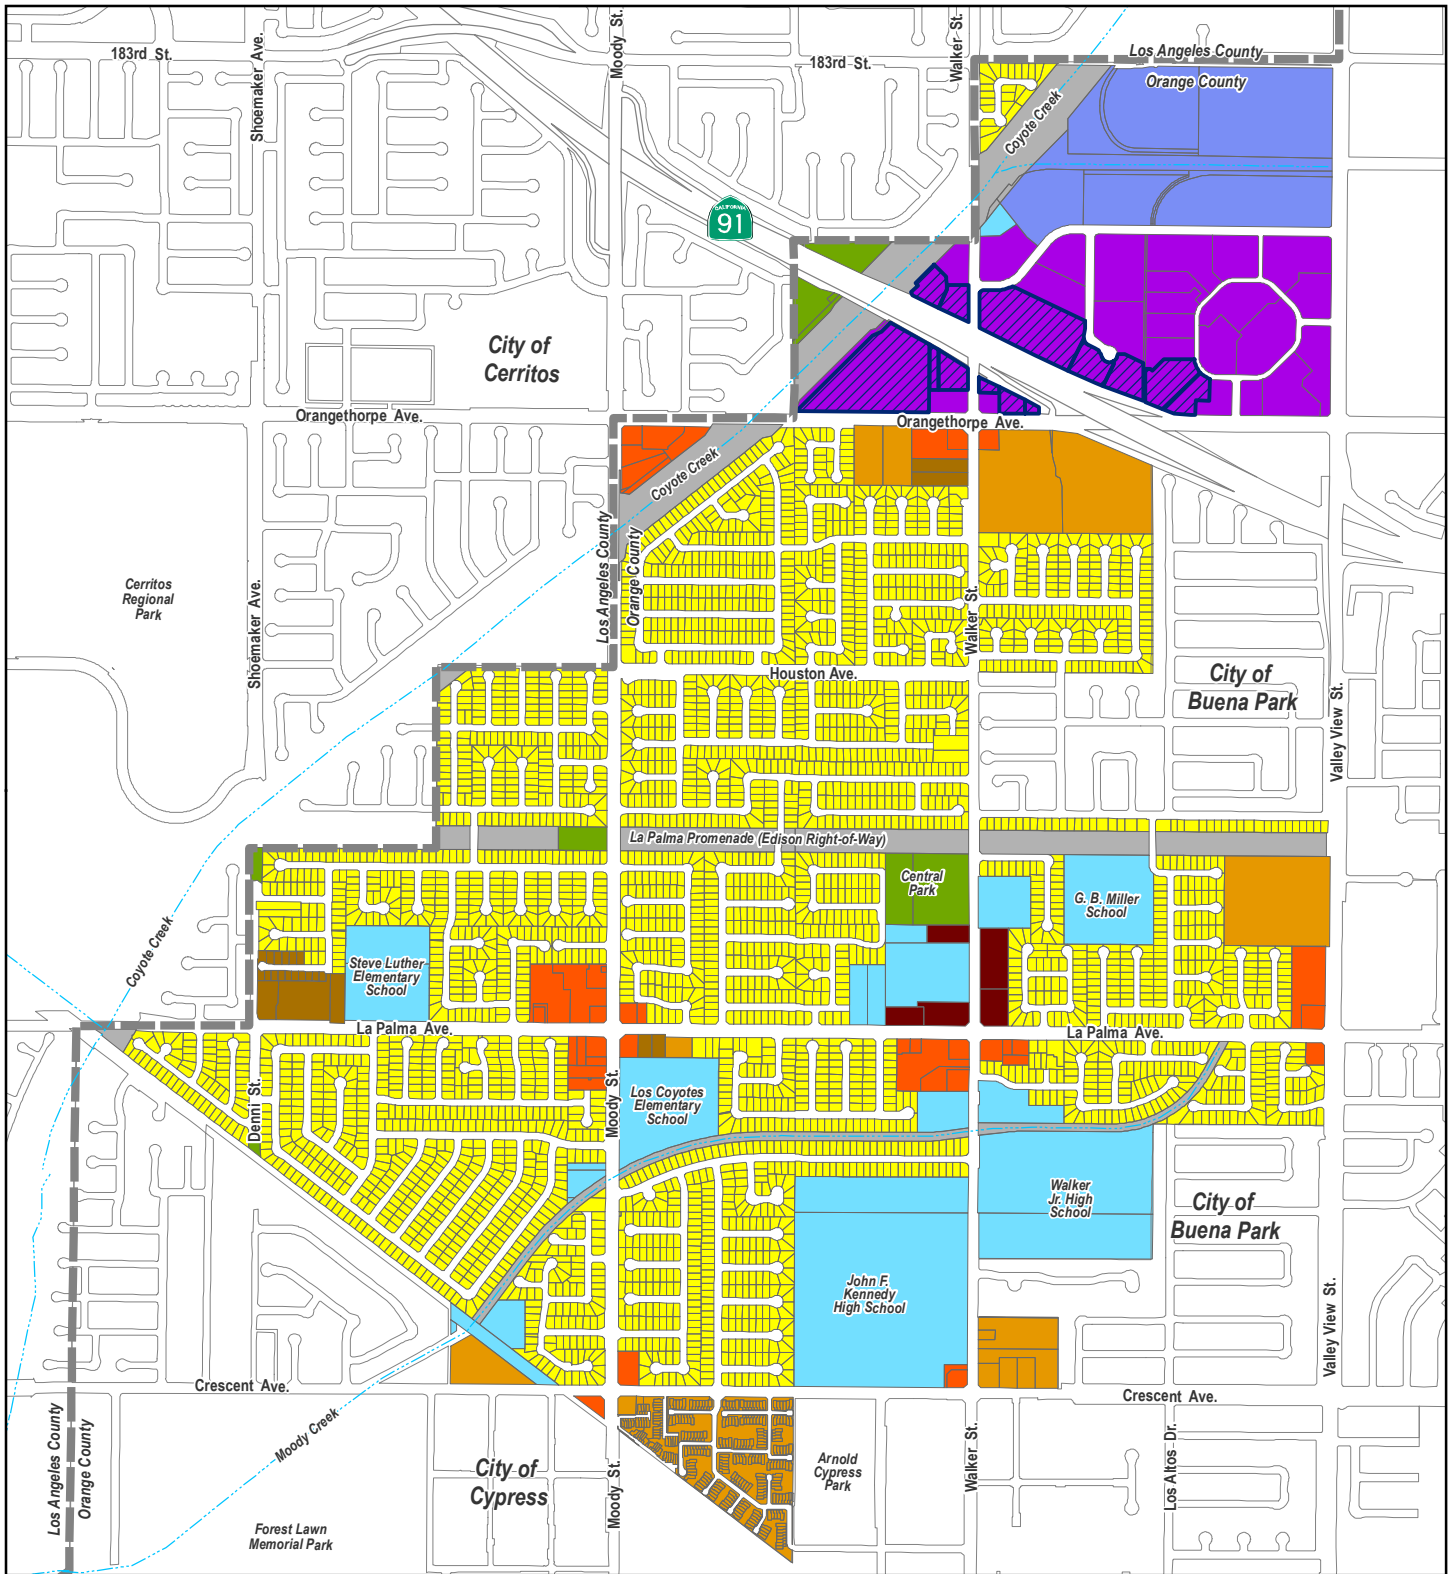 183rd St.
Shoemaker Ave.
Moody St.
183rd St.
Walker St.
Los Angeles County
Orange County
Coyote Creek
CALIFORNIA
91
City of
Cerritos
Orangethorpe Ave.
Orangethorpe Ave.
Coyote Creek
Los Angeles County
Orange County
Cerritos
Regional
Park
Shoemaker Ave.
Walker St.
Houston Ave.
City of
Buena Park
Valley View St.
La Palma Promenade (Edison Right-of-Way)
Central
Park
G. B. Miller
School
Coyote Creek
Steve Luther
Elementary
School
La Palma Ave.
La Palma Ave.
Denni St.
Moody St.
Los Coyotes
Elementary
School
Walker
Jr. High
School
City of
Buena Park
John F.
Kennedy
High School
Valley View St.
Crescent Ave.
Crescent Ave.
Los Angeles County
Orange County
Moody Creek
City of
Cypress
Moody St.
Arnold
Cypress
Park
Walker St.
Los Altos Dr.
Forest Lawn
Memorial Park